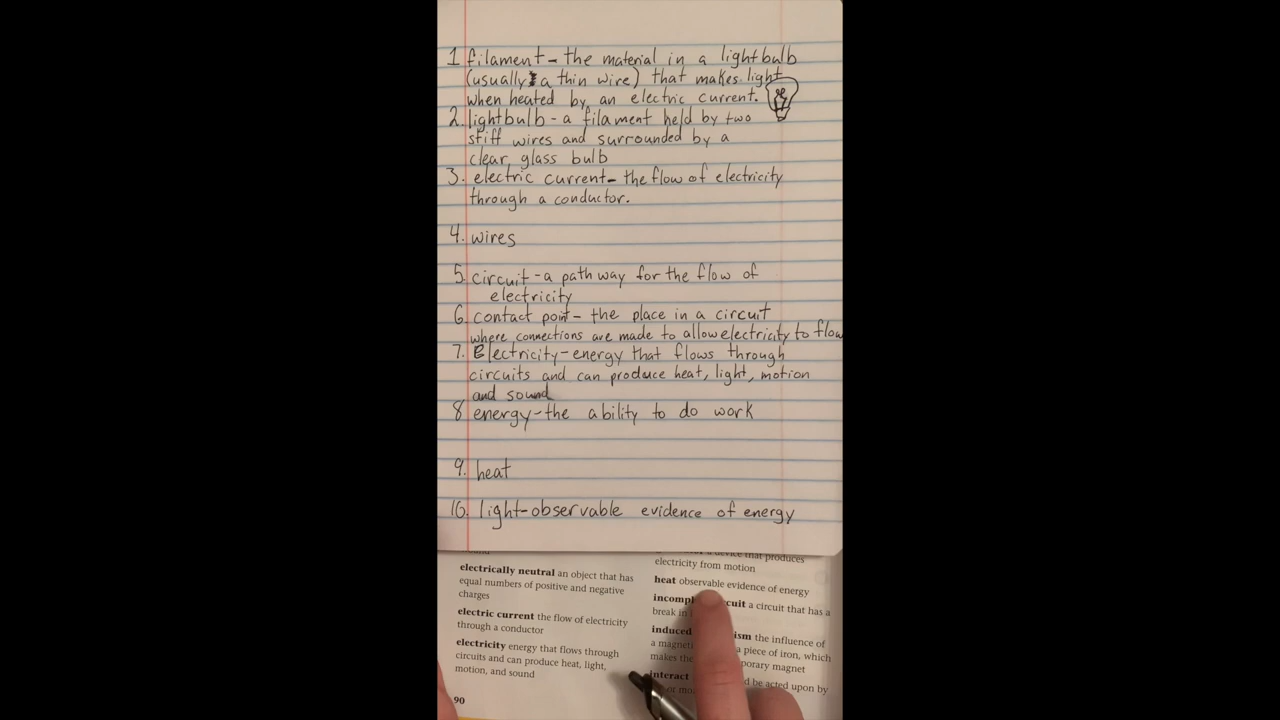 1 filament - the material in a lightbulb
(usually a thin wire) that makes light
when heated by an electric current.
2. lightbulb - a filament held by two
stiff wires and surrounded by a
clear, glass bulb
3. electric current - the flow of electricity
through a conductor.
4. wires
5. circuit - a pathway for the flow of
electricity
6. contact point - the place in a circuit
where connections are made to allow electricity to flow
7. Electricity - energy that flows through
circuits and can produce heat, light, motion
and sound
8 energy - the ability to do work
9. heat
10. light - observable evidence of energy
electrically neutral an object that has
equal numbers of positive and negative
charges
electric current the flow of electricity
through a conductor
electricity energy that flows through
circuits and can produce heat, light,
motion, and sound
90
a device that produces
electricity from motion
heat observable evidence of energy
a circuit that has a
break in
induced the influence of
a piece of iron, which
makes the
interact be acted upon by